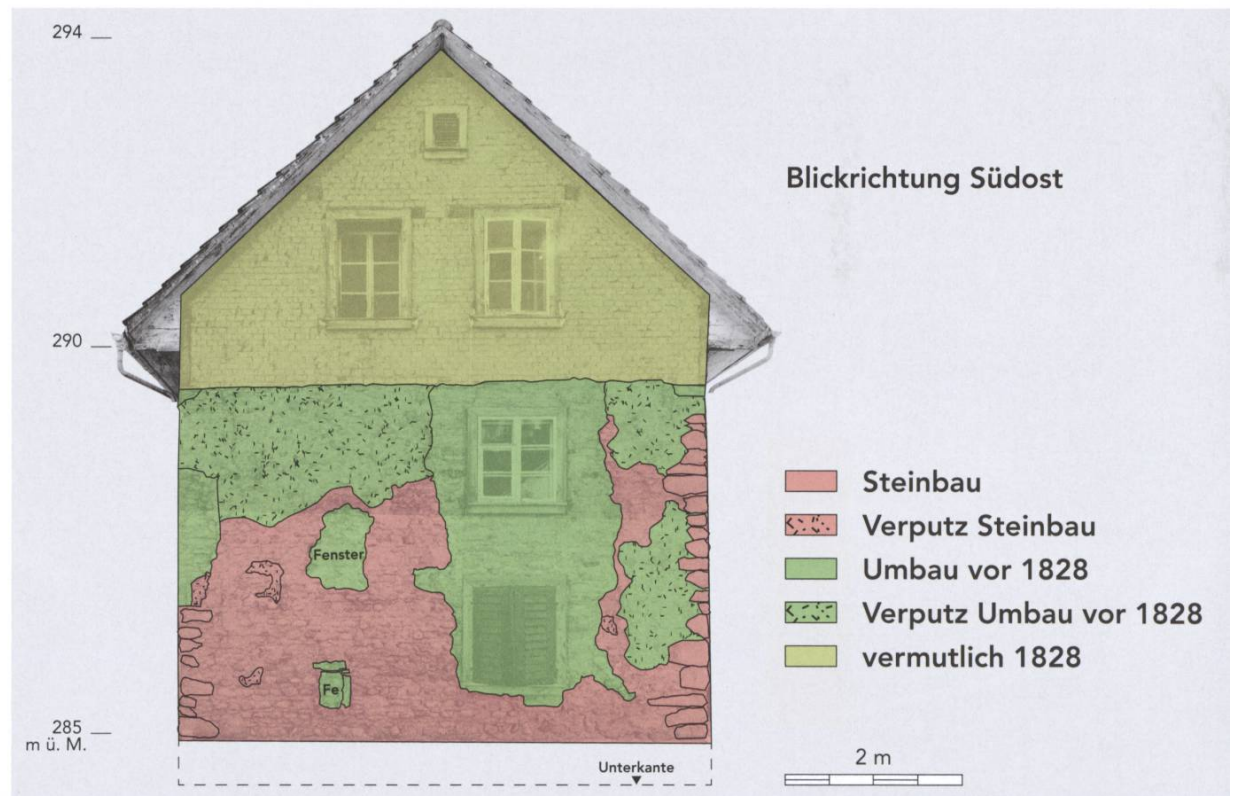 294
Blickrichtung Südost
290
Steinbau
Verputz Steinbau
Fenster
Umbau vor 1828
Verputz Umbau vor 1828
vermutlich 1828
Fe
285
m ü. M.
Unterkante
2 m